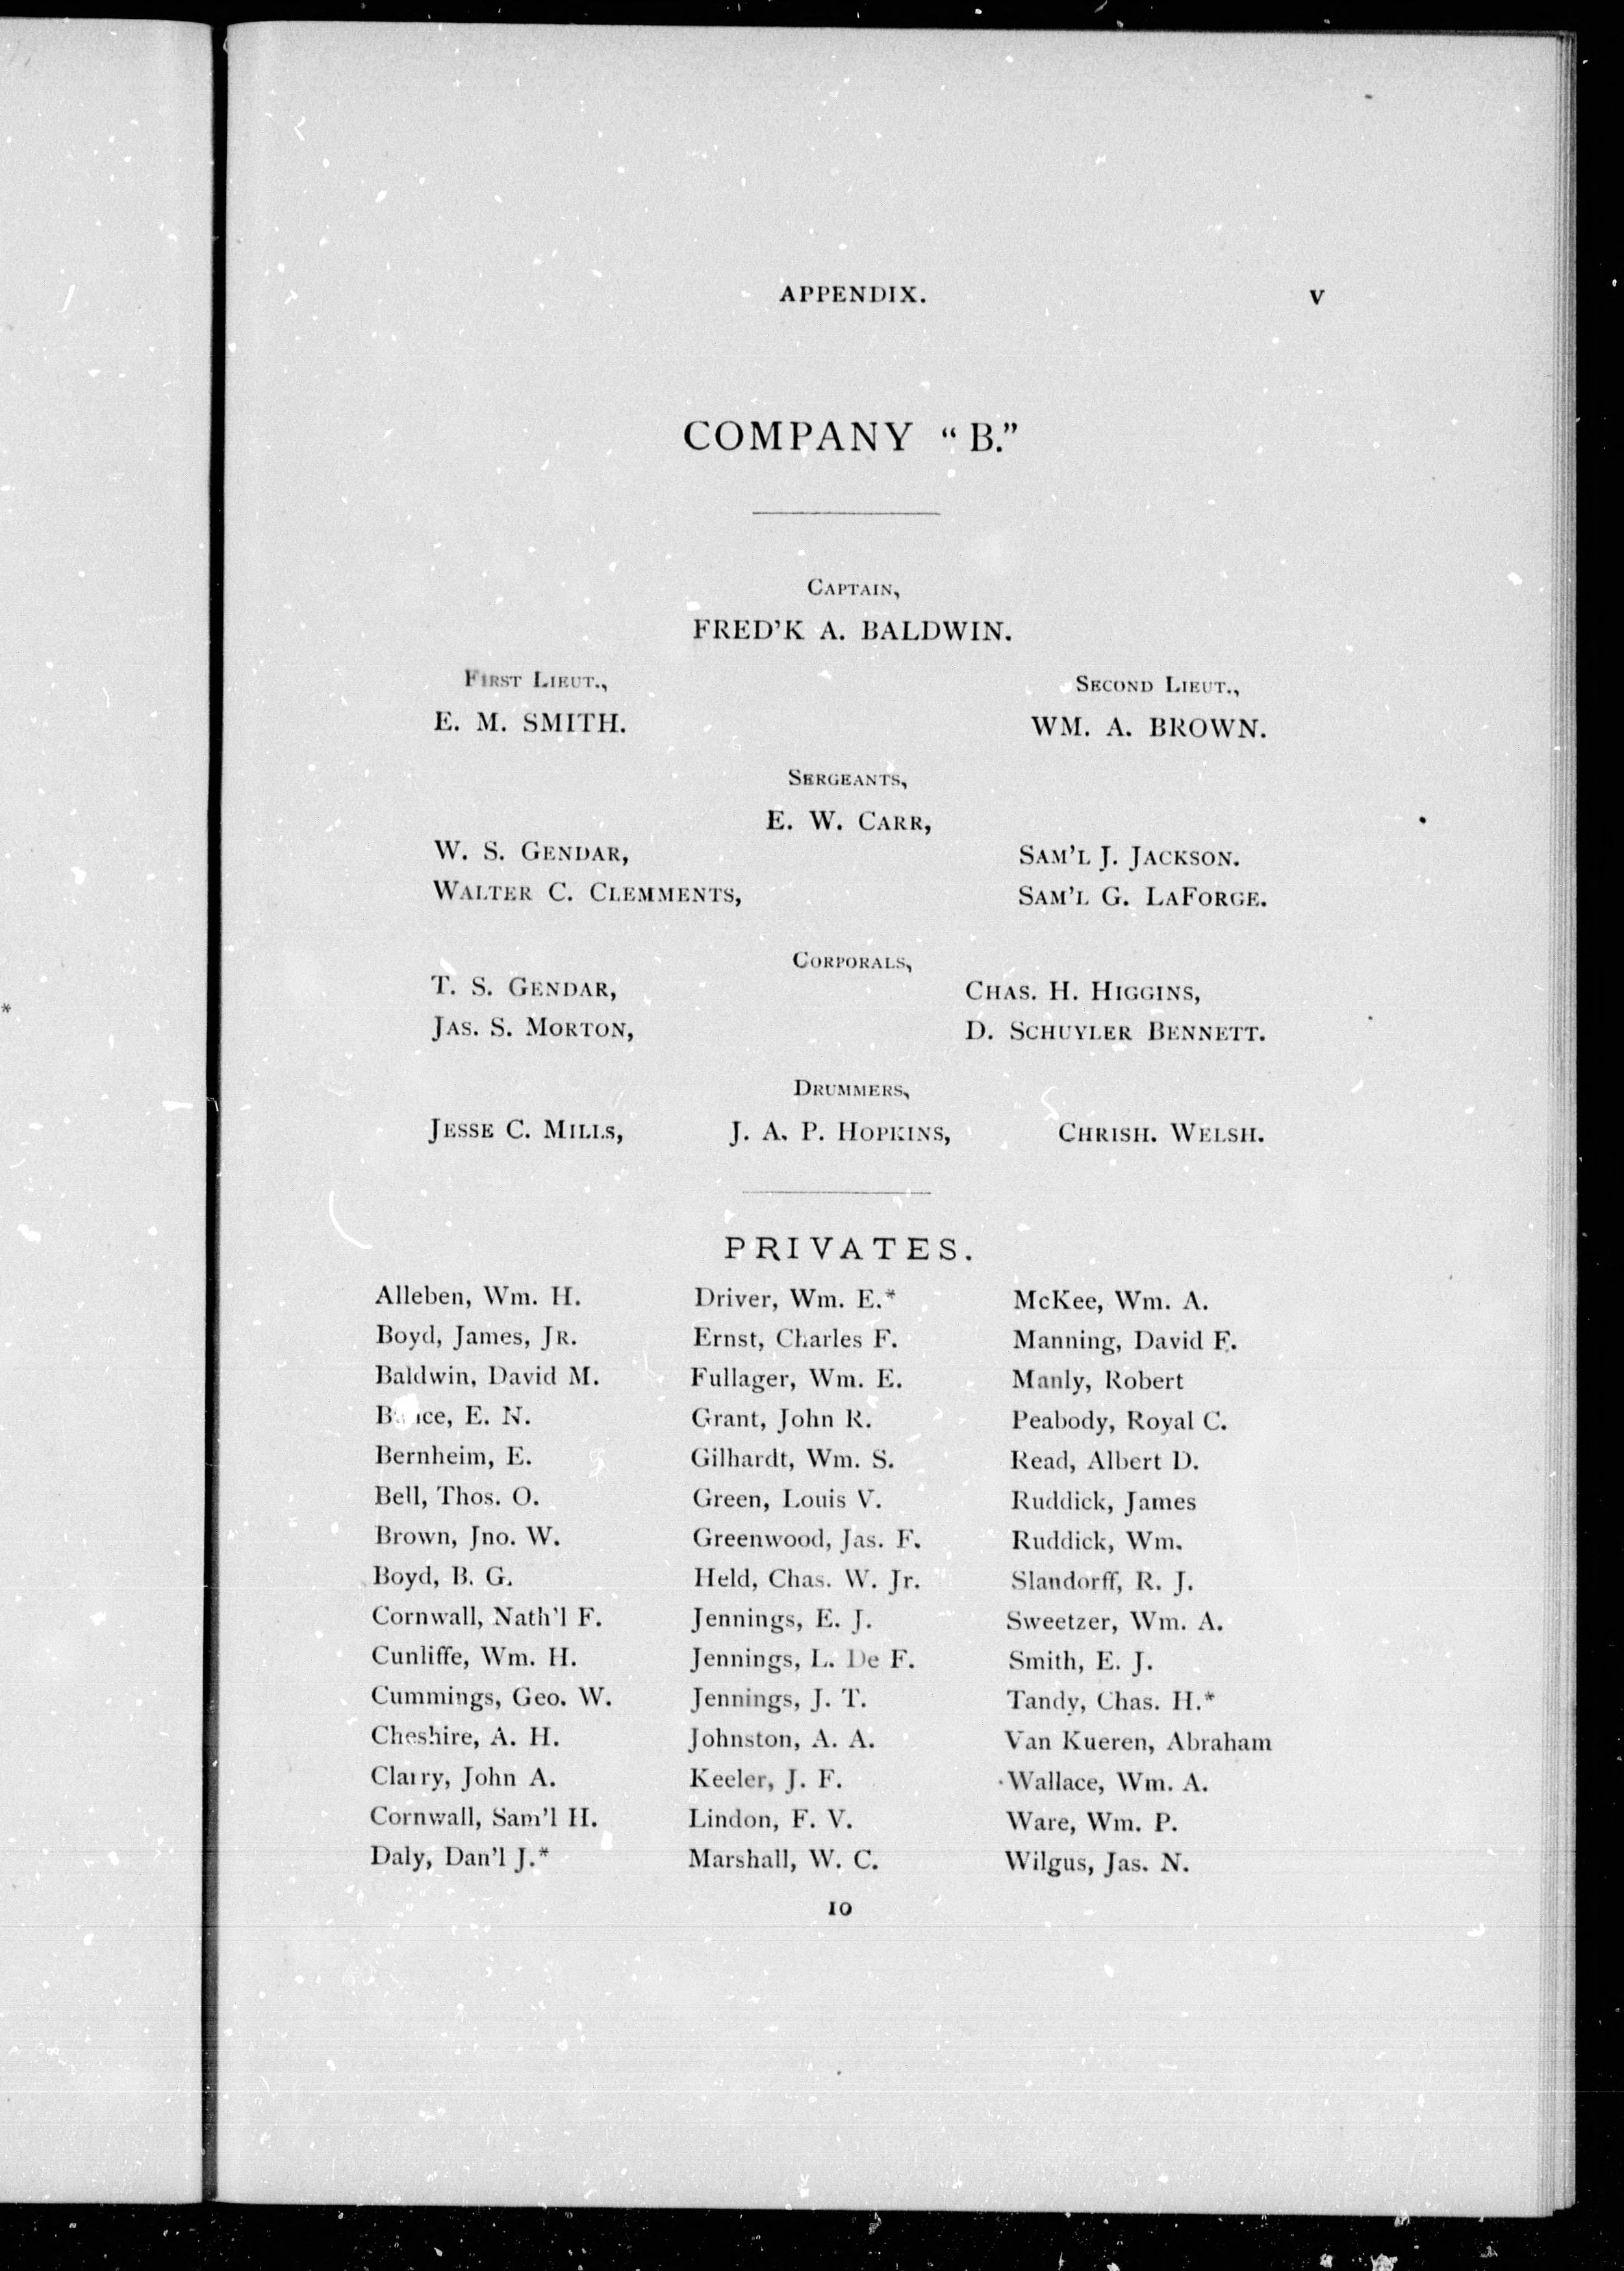 APPENDIX. v
COMPANY “B.”
CAPTAIN,
FRED’K A. BALDWIN.
FIRST LIEUT., SECOND LIEUT.,
E. M. SMITH. WM. A. BROWN.
SERGEANTS,
E. W. CARR,
W. S. GENDAR, SAM’L J. JACKSON.
WALTER C. CLEMMENTS, SAM’L G. LAFORGE.
CORPORALS,
T. S. GENDAR, CHAS. H. HIGGINS,
JAS. S. MORTON, D. SCHUYLER BENNETT.
DRUMMERS,
JESSE C. MILLS, J. A. P. HOPKINS, CHRISH. WELSH.
PRIVATES.
Alleben, Wm. H.
Boyd, James, JR.
Baldwin, David M.
E. N.
Bernheim, E.
Bell, Thos. O.
Brown, Jno. W.
Boyd, B. G.
Cornwall, Nath’l F.
Cunliffe, Wm. H.
Cummings, Geo. W.
Cheshire, A. H.
Clarry, John A.
Cornwall, Sam’l H.
Daly, Dan’l J.*
Driver, Wm. E.*
Ernst, Charles F.
Fullager, Wm. E.
Grant, John R.
Gilhardt, Wm. S.
Green, Louis V.
Greenwood, Jas. F.
Held, Chas. W. Jr.
Jennings, E. J.
Jennings, L. De F.
Jennings, J. T.
Johnston, A. A.
Keeler, J. F.
Lindon, F. V.
Marshall, W. C.
McKee, Wm. A.
Manning, David F.
Manly, Robert
Peabody, Royal C.
Read, Albert D.
Ruddick, James
Ruddick, Wm.
Slandorff, R. J.
Sweetzer, Wm. A.
Smith, E. J.
Tandy, Chas. H.*
Van Kueren, Abraham
Wallace, Wm. A.
Ware, Wm. P.
Wilgus, Jas. N.
10
*